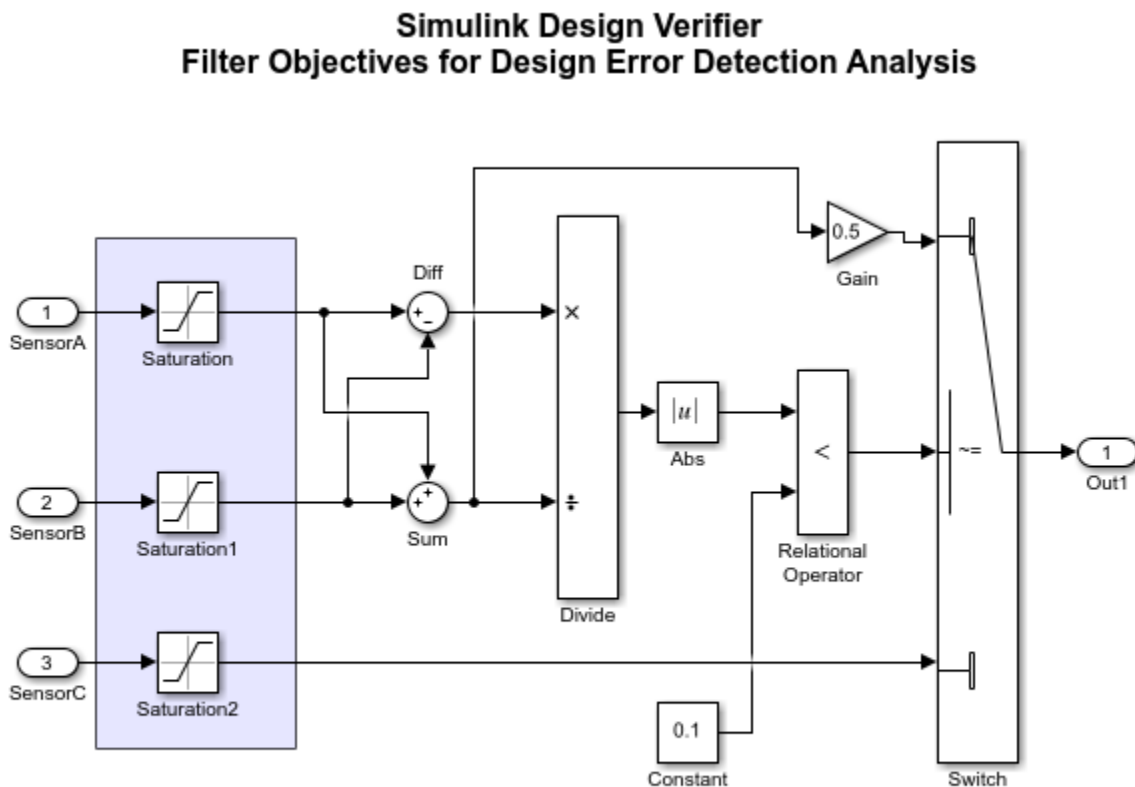 Simulink Design Verifier
Filter Objectives for Design Error Detection Analysis
0.5
Gain
Diff
1
SensorA
+
−
×
Saturation
|u|
Abs
<
~=
1
Out1
2
SensorB
+
+
÷
Saturation1
Sum
Relational
Operator
Divide
3
SensorC
Saturation2
0.1
Constant
Switch